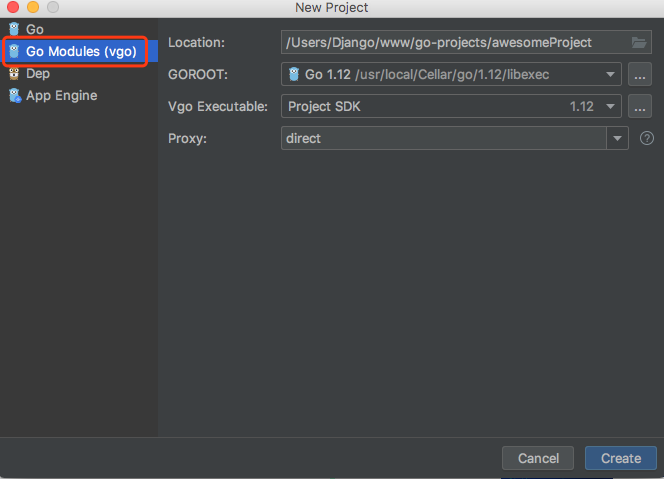 New Project
Go
Go Modules (vgo)
Dep
App Engine
Location: /Users/Django/www/go-projects/awesomeProject
GOROOT: Go 1.12 /usr/local/Cellar/go/1.12/libexec ...
Vgo Executable: Project SDK 1.12 ...
Proxy: direct ?
Cancel Create